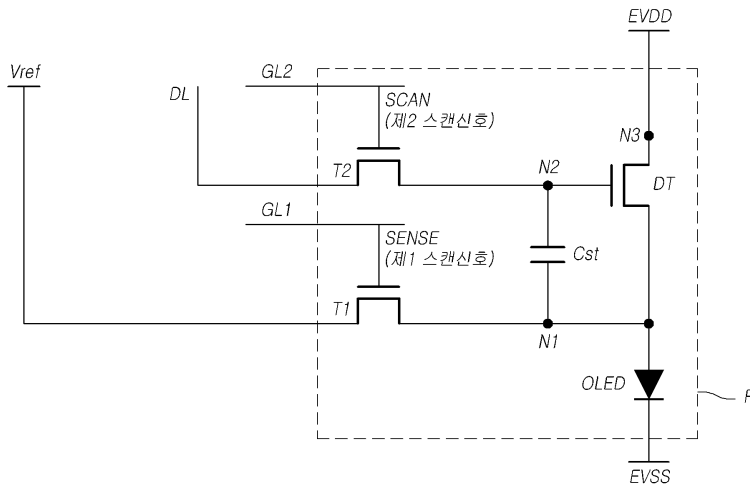 EVDD
Vref
GL2
DL
SCAN
(제2 스캔신호)
N3
T2
N2
DT
GL1
SENSE
(제1 스캔신호)
Cst
T1
N1
OLED
EVSS